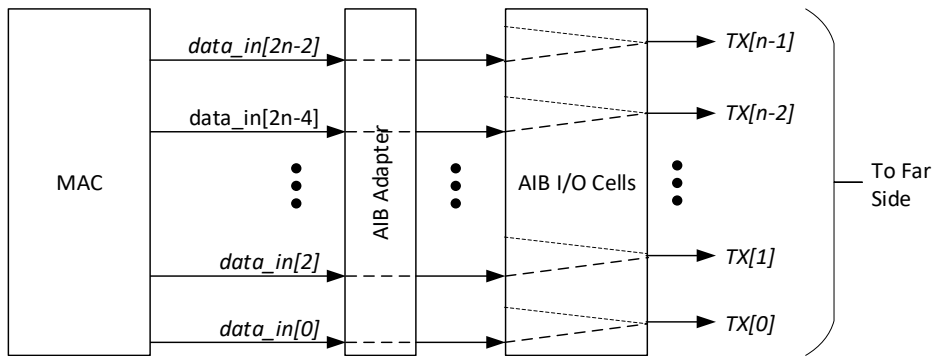 data_in[2n-2]
TX[n-1]
data_in[2n-4]
TX[n-2]
MAC
AIB Adapter
AIB I/O Cells
To Far
Side
data_in[2]
TX[1]
data_in[0]
TX[0]